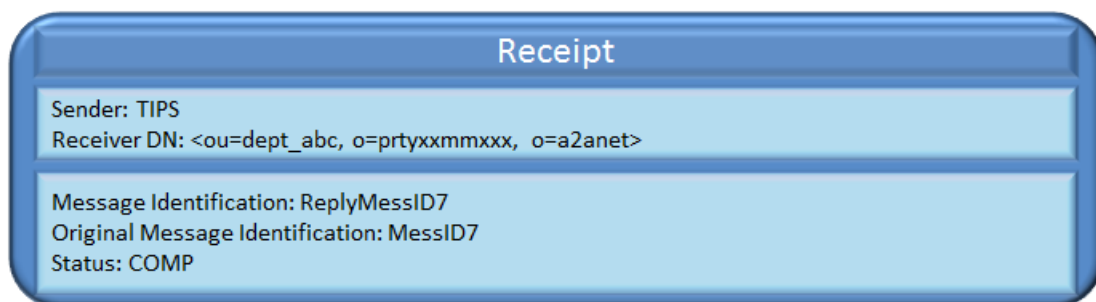 Receipt
Sender: TIPS
Receiver DN: <ou=dept_abc, o=prtyxxmmxxx, o=a2anet>
Message Identification: ReplyMessID7
Original Message Identification: MessID7
Status: COMP